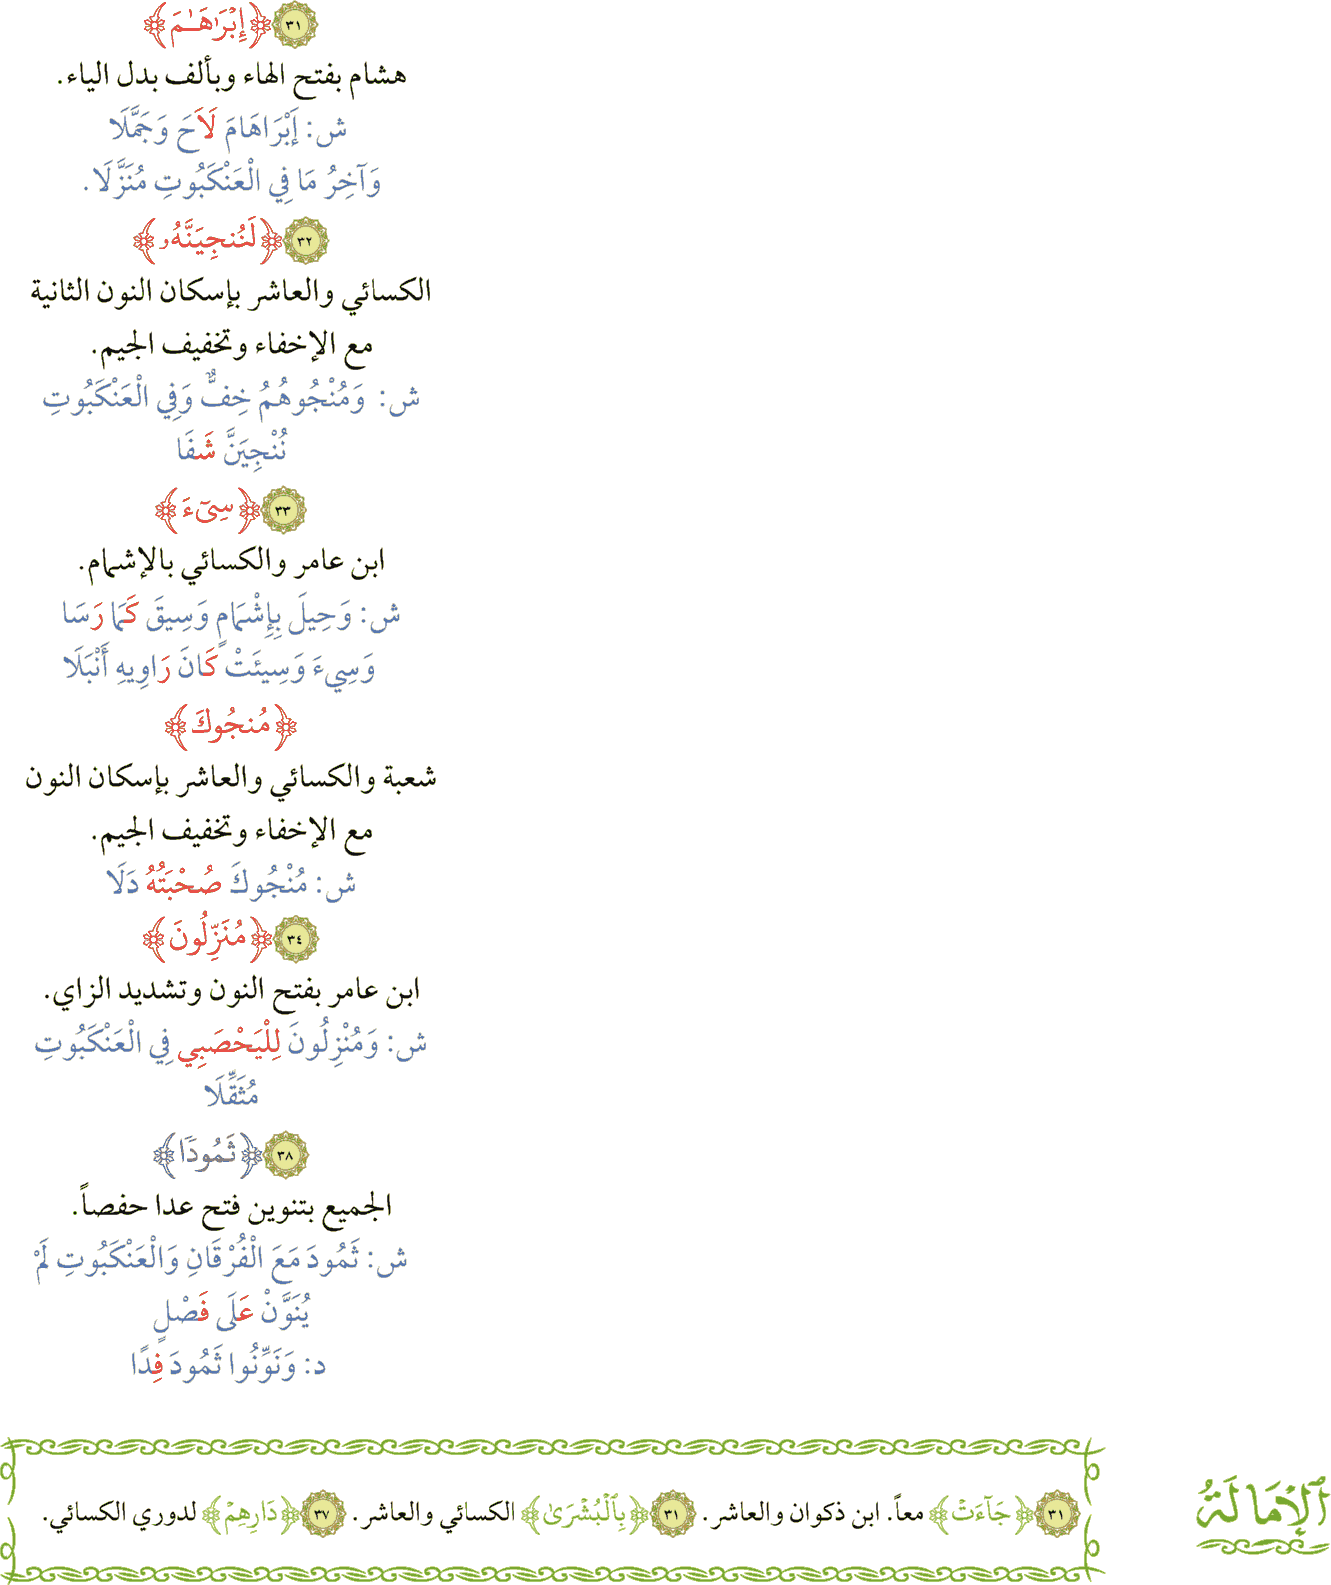 ٣١ ﴿إِبْرَٰهَٰمَ﴾
هشام بفتح الهاء وبألف بدل الياء.
ش: إِبْرَاهَامَ لَاحَ وَجَمَّلَا
وَآخِرُ مَا فِي الْعَنْكَبُوتِ مُنَزَّلَا.
٣٢ ﴿لَنُنجِيَنَّهُۥ﴾
الكسائي والعاشر بإسكان النون الثانية
مع الإخفاء وتخفيف الجيم.
ش: وَمُنْجُوهُمُ خِفٌّ وَفِي الْعَنْكَبُوتِ
نُنْجِيَنَّ شَفَا
٣٣ ﴿سِيٓءَ﴾
ابن عامر والكسائي بالإشمام.
ش: وَحِيلَ بِإِشْمَامٍ وَسِيقَ كَمَا رَسَا
وَسِيءَ وَسِيئَتْ كَانَ رَاوِيهِ أَنْبَلَا
﴿مُنجُوكَ﴾
شعبة والكسائي والعاشر بإسكان النون
مع الإخفاء وتخفيف الجيم.
ش: مُنْجُوكَ صُحْبَتُهُ دَلَا
٣٤ ﴿مُنَزِّلُونَ﴾
ابن عامر بفتح النون وتشديد الزاي.
ش: وَمُنْزِلُونَ لِلْيَحْصَبِي فِي الْعَنْكَبُوتِ
مُثَقِّلَا
٣٨ ﴿ثَمُودٗا﴾
الجميع بتنوين فتح عدا حفصاً.
ش: ثَمُودَ مَعَ الْفُرْقَانِ وَالْعَنْكَبُوتِ لَمْ
يُنَوَّنْ عَلَى فَصْلٍ
د: وَنَوِّنُوا ثَمُودَ فِدًا
ٱلْإِمَالَةُ
٣١ ﴿جَآءَتْ﴾ معاً. ابن ذكوان والعاشر. ٣١ ﴿بِٱلْبُشْرَىٰ﴾ الكسائي والعاشر. ٣٧ ﴿دَارِهِمْ﴾ لدوري الكسائي.